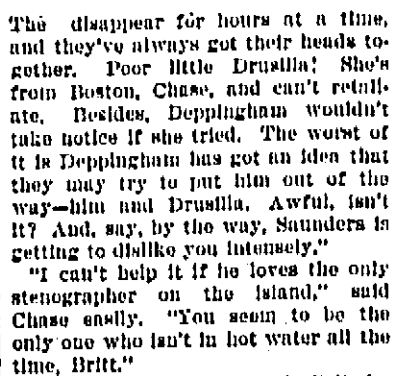 The disappear for hours at a time,
and they've always got their heads to-
gether. Poor little Drusilla! She's
from Boston, Chase, and can't retali-
ate. Besides, Deppingham wouldn't
take notice if she tried. The worst of
it is Deppingham has got an idea that
they may try to put him out of the
way—him and Drusilla. Awful, isn't
it? And, say, by the way, Saunders is
getting to dislike you intensely."
"I can't help it if he loves the only
stenographer on the island," said
Chase easily. "You seem to be the
only one who isn't in hot water all the
time, Britt."